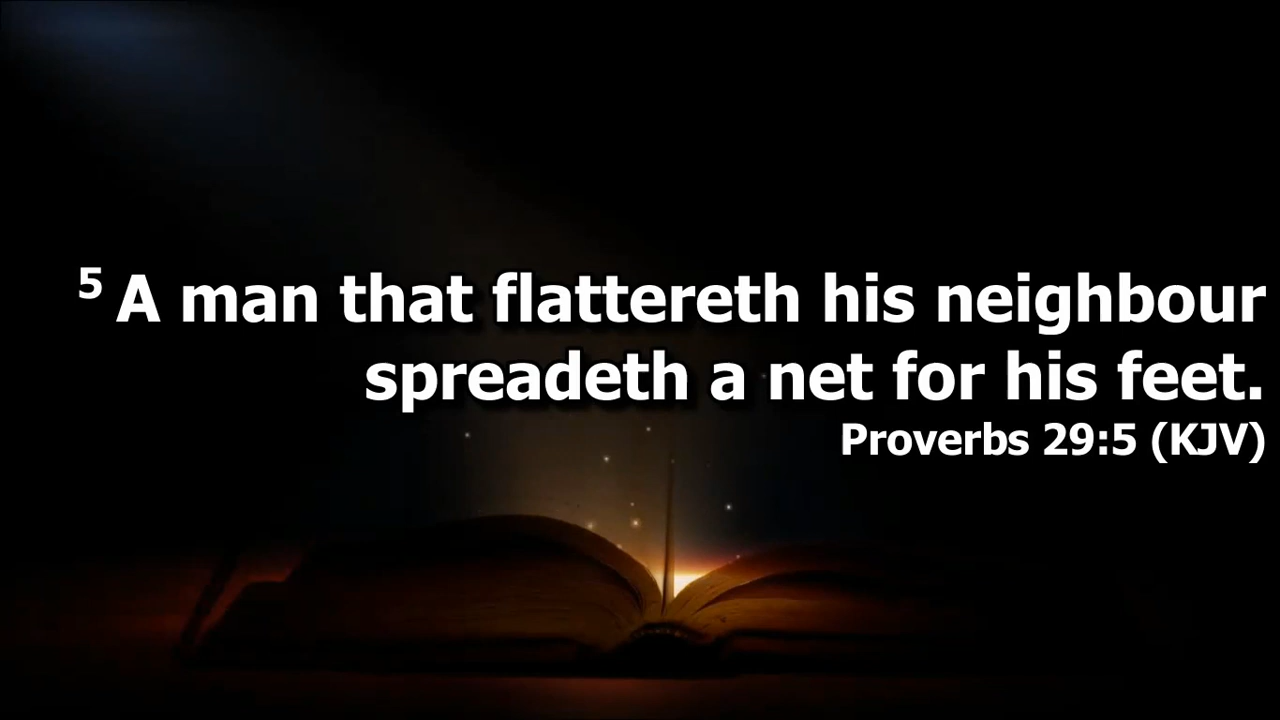 5 A man that flattereth his neighbour
spreadeth a net for his feet.
Proverbs 29:5 (KJV)